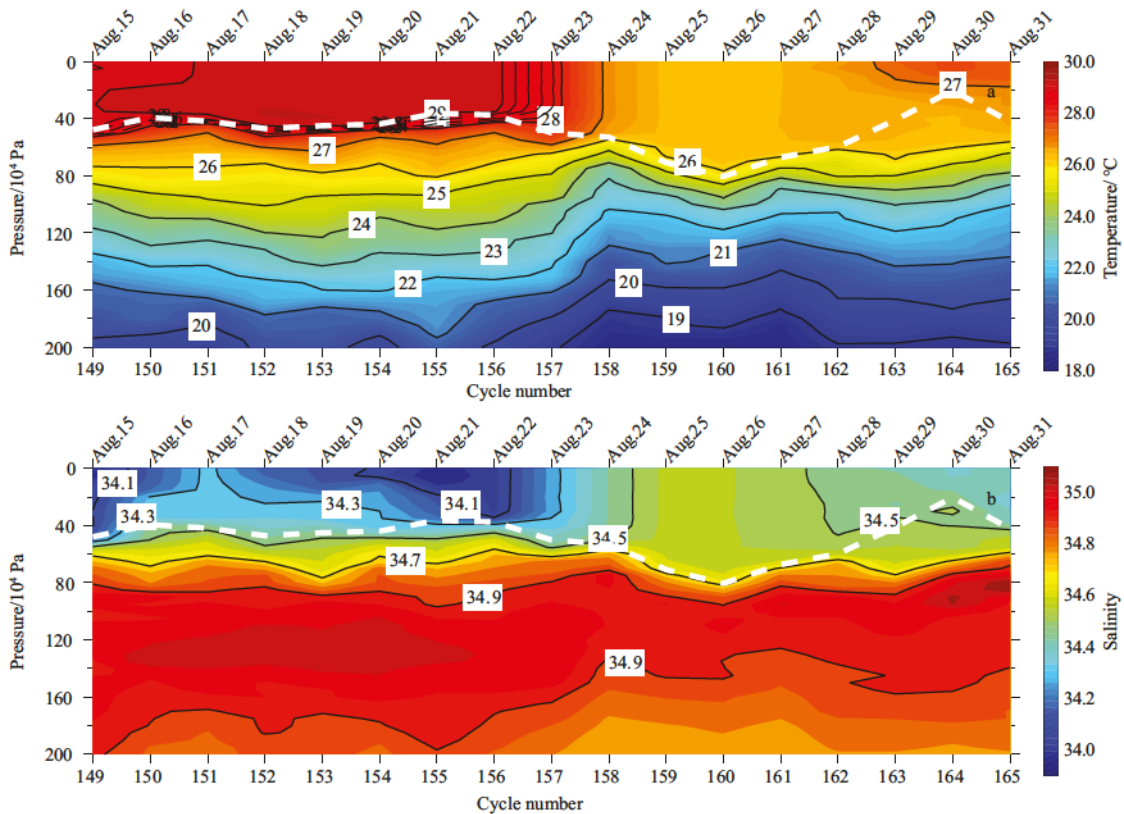 Aug.15 Aug.16 Aug.17 Aug.18 Aug.19 Aug.20 Aug.21 Aug.22 Aug.23 Aug.24 Aug.25 Aug.26 Aug.27 Aug.28 Aug.29 Aug.30 Aug.31
0 40 80 120 160 200
Pressure/10⁴ Pa
29 28 27 a
27 26
26 25
24 23 21
22 20
20 19
30.0 28.0 26.0 24.0 22.0 20.0 18.0
Temperature/ °C
149 150 151 152 153 154 155 156 157 158 159 160 161 162 163 164 165
Cycle number
Aug.15 Aug.16 Aug.17 Aug.18 Aug.19 Aug.20 Aug.21 Aug.22 Aug.23 Aug.24 Aug.25 Aug.26 Aug.27 Aug.28 Aug.29 Aug.30 Aug.31
0 40 80 120 160 200
Pressure/10⁴ Pa
34.1 34.3 34.1 b
34.3 34.5 34.5
34.7
34.9
34.9
35.0 34.8 34.6 34.4 34.2 34.0
Salinity
149 150 151 152 153 154 155 156 157 158 159 160 161 162 163 164 165
Cycle number